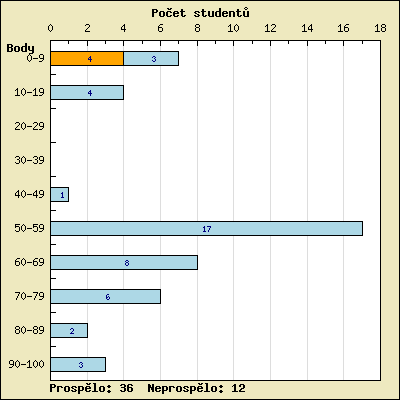 Počet studentů
0 2 4 6 8 10 12 14 16 18
Body
0-9 4 3
10-19 4
20-29
30-39
40-49 1
50-59 17
60-69 8
70-79 6
80-89 2
90-100 3
Prospělo: 36 Neprospělo: 12